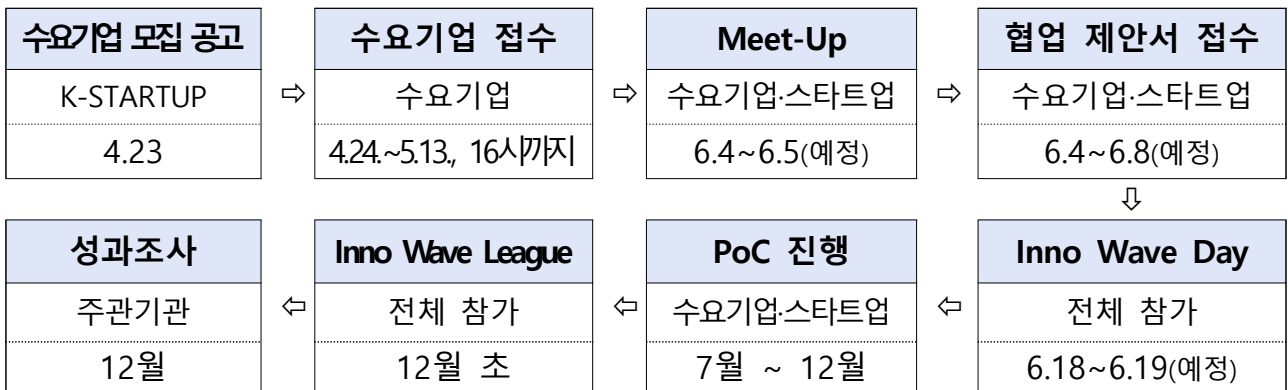 수요기업 모집 공고
K-STARTUP
4.23
⇨
수요기업 접수
수요기업
4.24.~5.13., 16시까지
⇨
Meet-Up
수요기업·스타트업
6.4~6.5(예정)
⇨
협업 제안서 접수
수요기업·스타트업
6.4~6.8(예정)
⇩
Inno Wave Day
전체 참가
6.18~6.19(예정)
⇦
PoC 진행
수요기업·스타트업
7월 ~ 12월
⇦
Inno Wave League
전체 참가
12월 초
⇦
성과조사
주관기관
12월